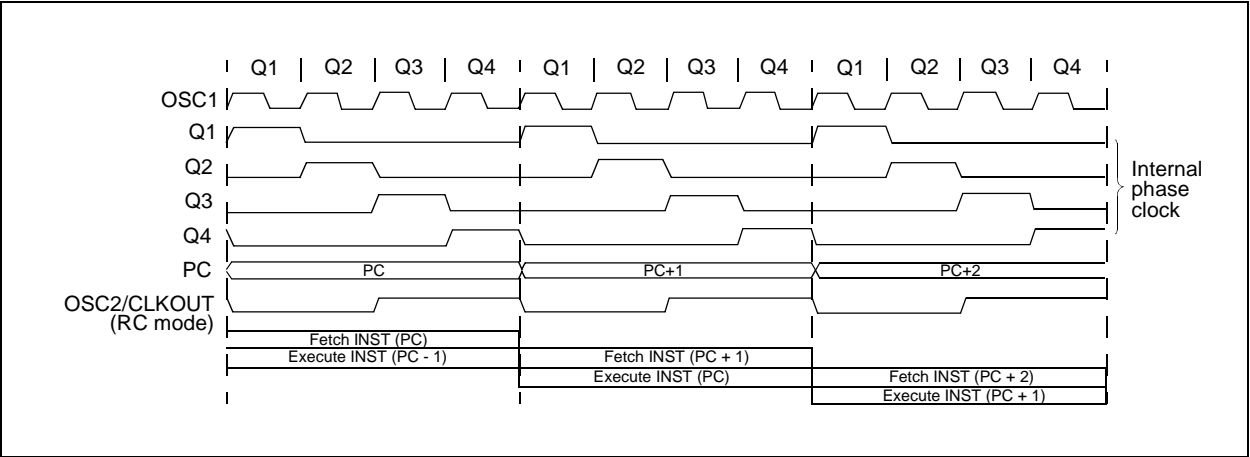 Q1 Q2 Q3 Q4 Q1 Q2 Q3 Q4 Q1 Q2 Q3 Q4
OSC1
Q1
Q2
Q3
Q4
Internal
phase
clock
PC PC PC+1 PC+2
OSC2/CLKOUT
(RC mode)
Fetch INST (PC)
Execute INST (PC - 1) Fetch INST (PC + 1)
Execute INST (PC) Fetch INST (PC + 2)
Execute INST (PC + 1)